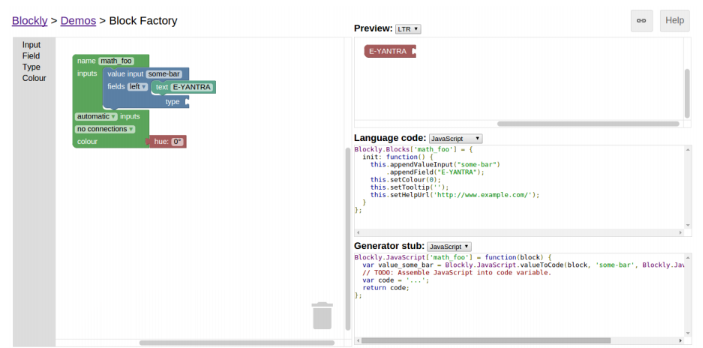 Blockly > Demos > Block Factory
Help
Preview: LTR
Input
Field
Type
Colour
name math_foo
inputs value input some-bar
fields left text E-YANTRA
type
automatic inputs
no connections
colour hue: 0°
E-YANTRA
Language code: JavaScript
Blockly.Blocks['math_foo'] = {
  init: function() {
    this.appendValueInput("some-bar")
        .appendField("E-YANTRA");
    this.setColour(0);
    this.setTooltip('');
    this.setHelpUrl('http://www.example.com/');
  }
};
Generator stub: JavaScript
Blockly.JavaScript['math_foo'] = function(block) {
  var value_some_bar = Blockly.JavaScript.valueToCode(block, 'some-bar', Blockly.Jav
  // TODO: Assemble JavaScript into code variable.
  var code = '...';
  return code;
};